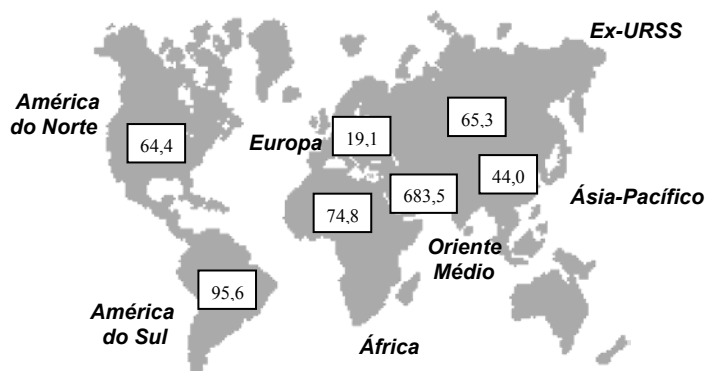 Ex-URSS
América
do Norte
64,4
Europa
19,1
65,3
44,0
683,5
74,8
Ásia-Pacífico
Oriente
Médio
95,6
América
do Sul
África